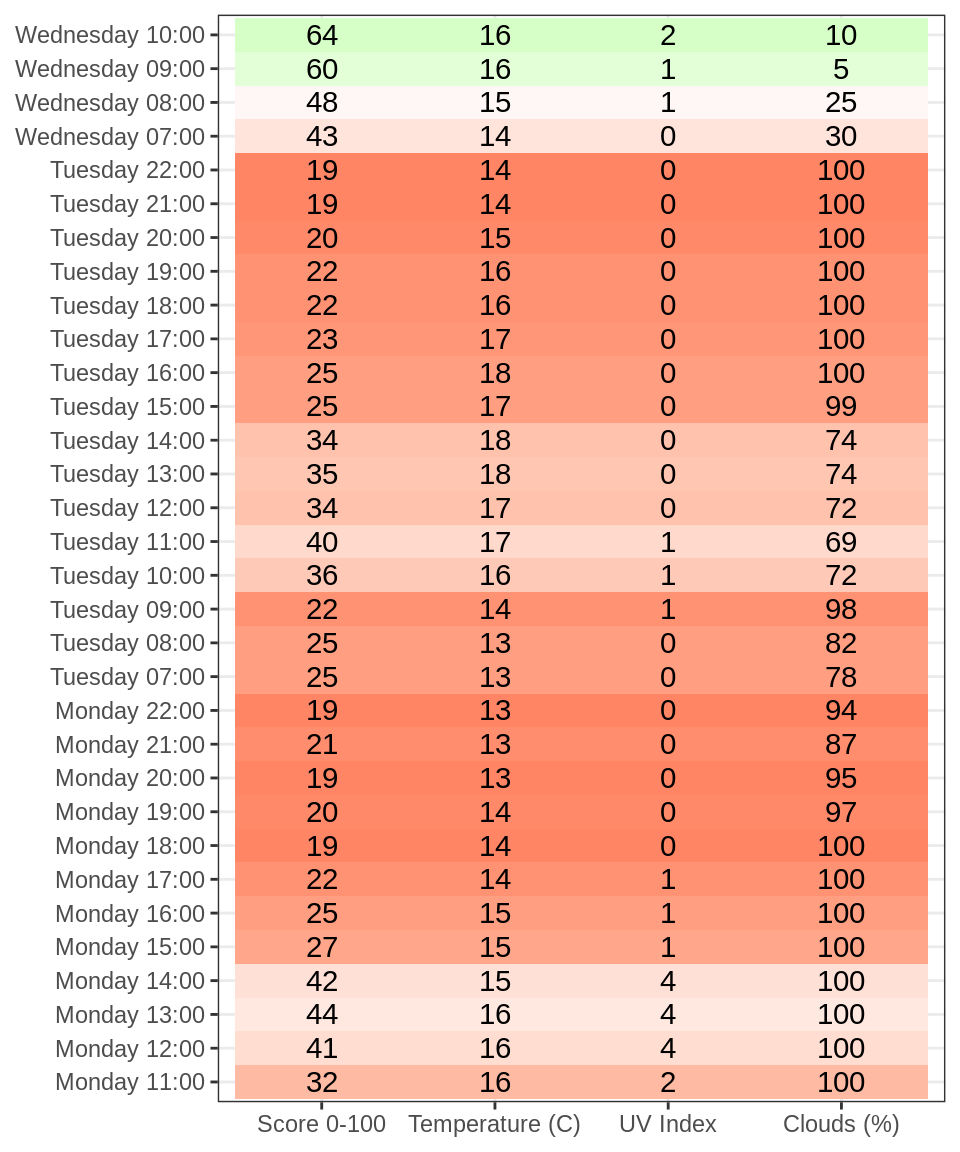 Wednesday 10:00 64 16 2 10
Wednesday 09:00 60 16 1 5
Wednesday 08:00 48 15 1 25
Wednesday 07:00 43 14 0 30
Tuesday 22:00 19 14 0 100
Tuesday 21:00 19 14 0 100
Tuesday 20:00 20 15 0 100
Tuesday 19:00 22 16 0 100
Tuesday 18:00 22 16 0 100
Tuesday 17:00 23 17 0 100
Tuesday 16:00 25 18 0 100
Tuesday 15:00 25 17 0 99
Tuesday 14:00 34 18 0 74
Tuesday 13:00 35 18 0 74
Tuesday 12:00 34 17 0 72
Tuesday 11:00 40 17 1 69
Tuesday 10:00 36 16 1 72
Tuesday 09:00 22 14 1 98
Tuesday 08:00 25 13 0 82
Tuesday 07:00 25 13 0 78
Monday 22:00 19 13 0 94
Monday 21:00 21 13 0 87
Monday 20:00 19 13 0 95
Monday 19:00 20 14 0 97
Monday 18:00 19 14 0 100
Monday 17:00 22 14 1 100
Monday 16:00 25 15 1 100
Monday 15:00 27 15 1 100
Monday 14:00 42 15 4 100
Monday 13:00 44 16 4 100
Monday 12:00 41 16 4 100
Monday 11:00 32 16 2 100
Score 0-100 Temperature (C) UV Index Clouds (%)